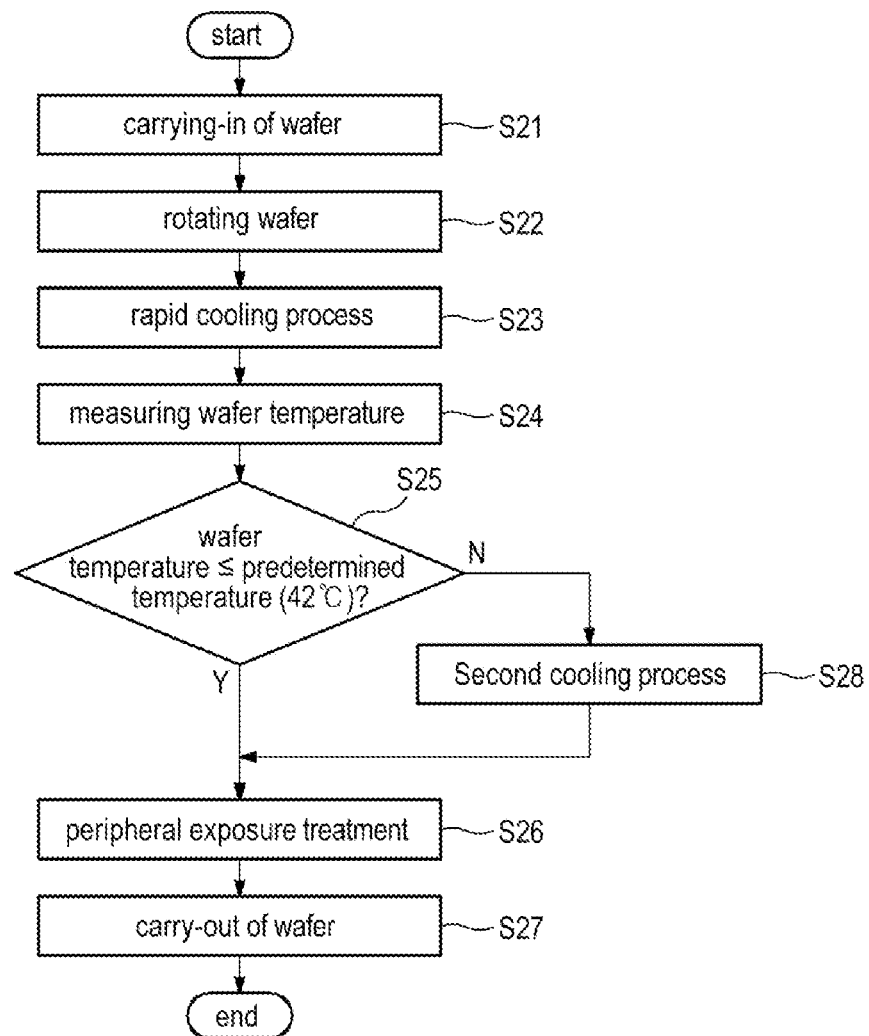 start
carrying-in of wafer
S21
rotating wafer
S22
rapid cooling process
S23
measuring wafer temperature
S24
S25
wafer
temperature ≦ predetermined
temperature (42℃)?
N
Y
Second cooling process
S28
peripheral exposure treatment
S26
carry-out of wafer
S27
end